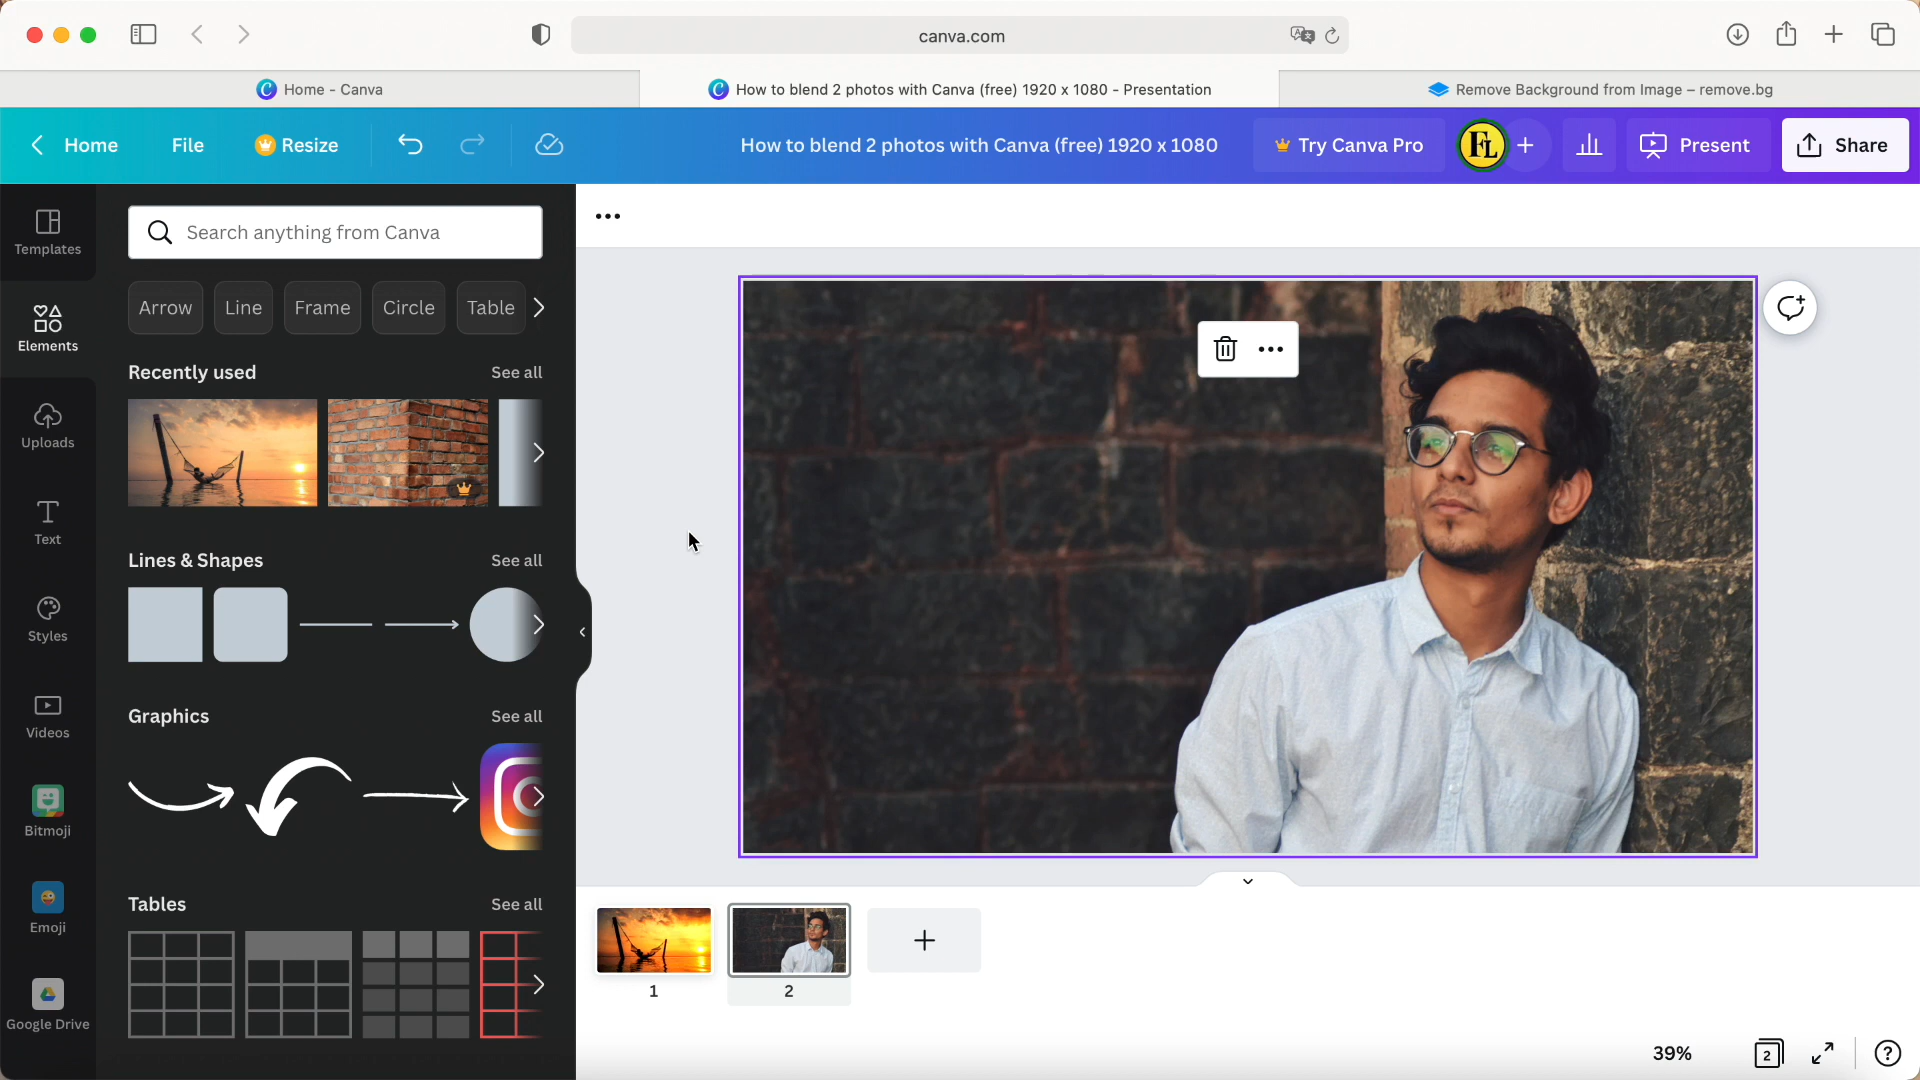 canva.com
Home - Canva
How to blend 2 photos with Canva (free) 1920 x 1080 - Presentation
Remove Background from Image – remove.bg
Home
File
Resize
How to blend 2 photos with Canva (free) 1920 x 1080
Try Canva Pro
FL
Present
Share
Templates
Elements
Uploads
Text
Styles
Videos
Bitmoji
Emoji
Google Drive
Search anything from Canva
Arrow
Line
Frame
Circle
Table
Recently used
See all
Lines & Shapes
See all
Graphics
See all
Tables
See all
1
2
39%
2
?